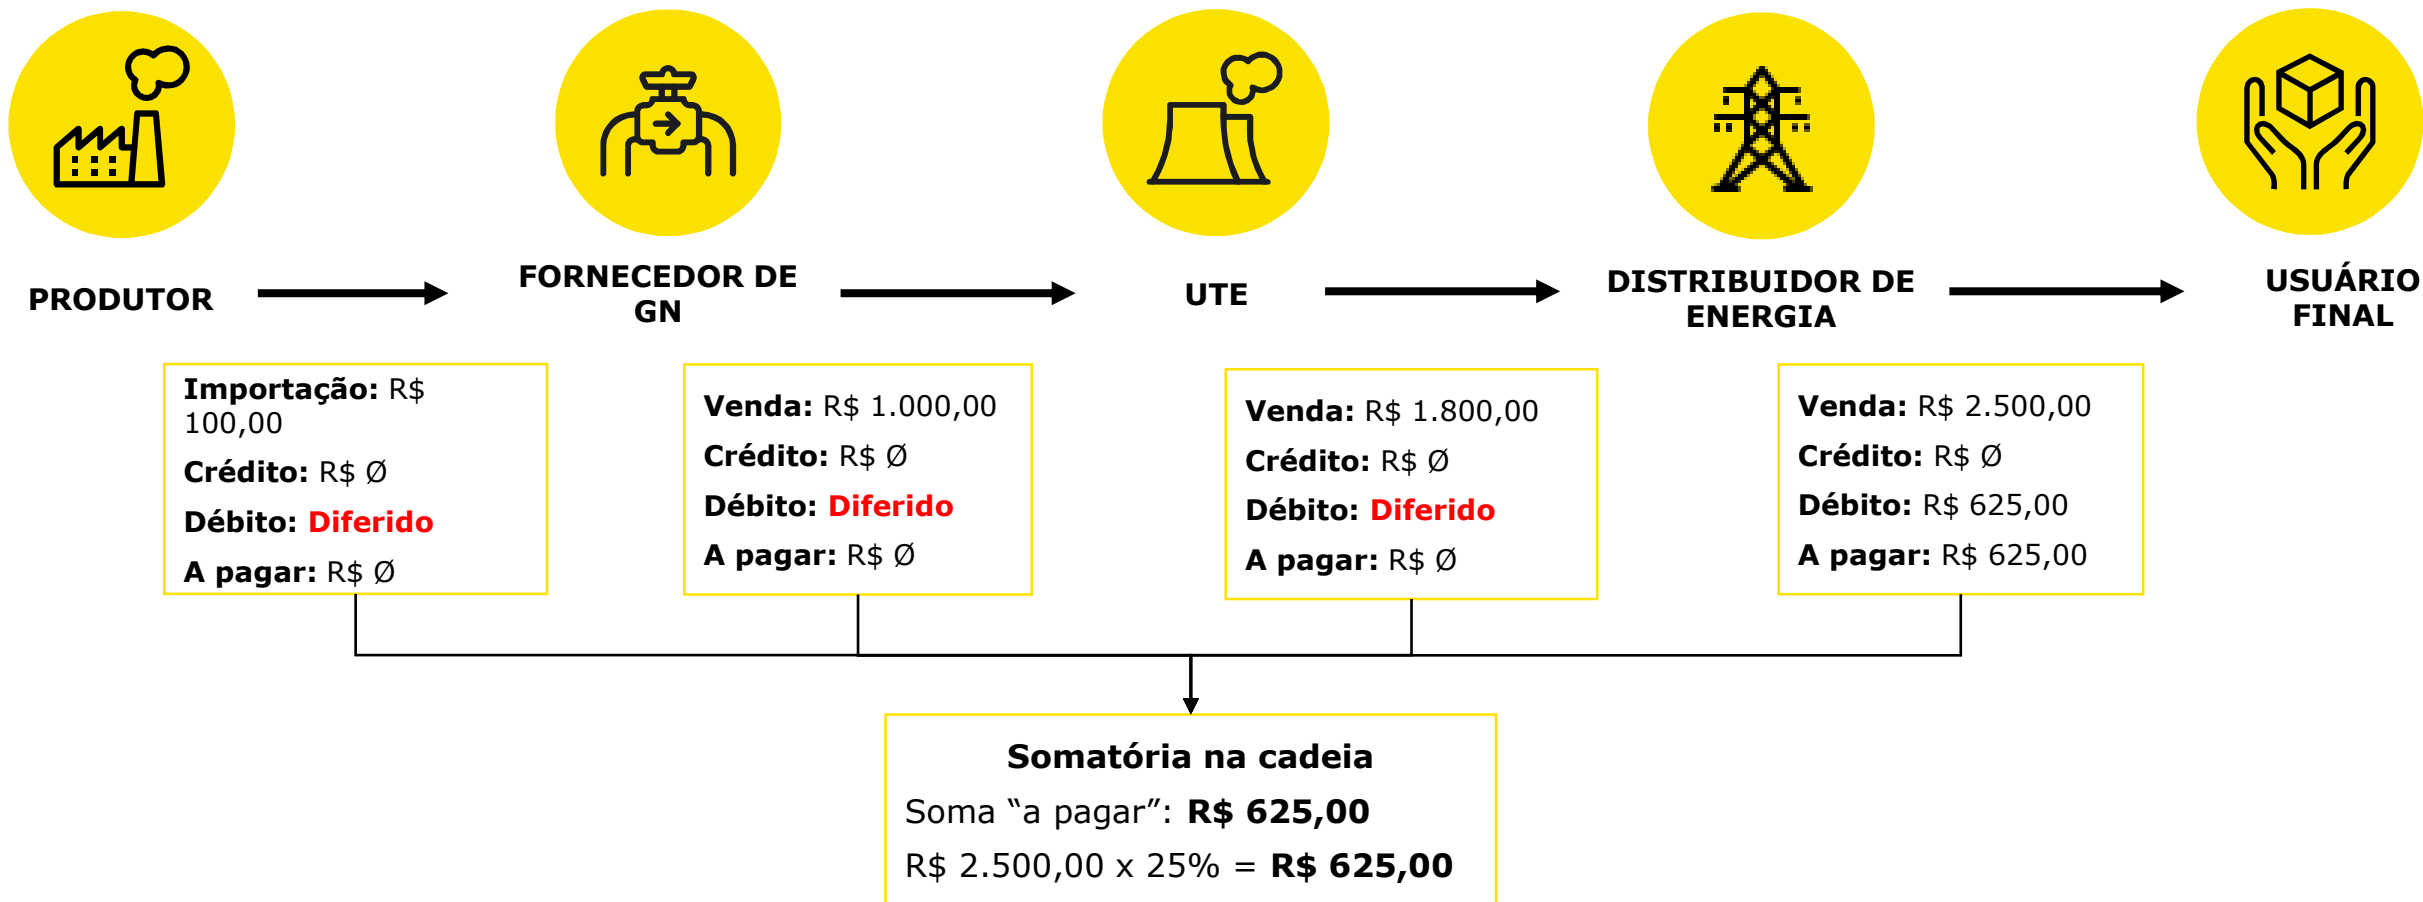 PRODUTOR
FORNECEDOR DE
GN
UTE
DISTRIBUIDOR DE
ENERGIA
USUÁRIO
FINAL
Importação: R$
100,00
Crédito: R$ Ø
Débito: Diferido
A pagar: R$ Ø
Venda: R$ 1.000,00
Crédito: R$ Ø
Débito: Diferido
A pagar: R$ Ø
Venda: R$ 1.800,00
Crédito: R$ Ø
Débito: Diferido
A pagar: R$ Ø
Venda: R$ 2.500,00
Crédito: R$ Ø
Débito: R$ 625,00
A pagar: R$ 625,00
Somatória na cadeia
Soma “a pagar”: R$ 625,00
R$ 2.500,00 x 25% = R$ 625,00